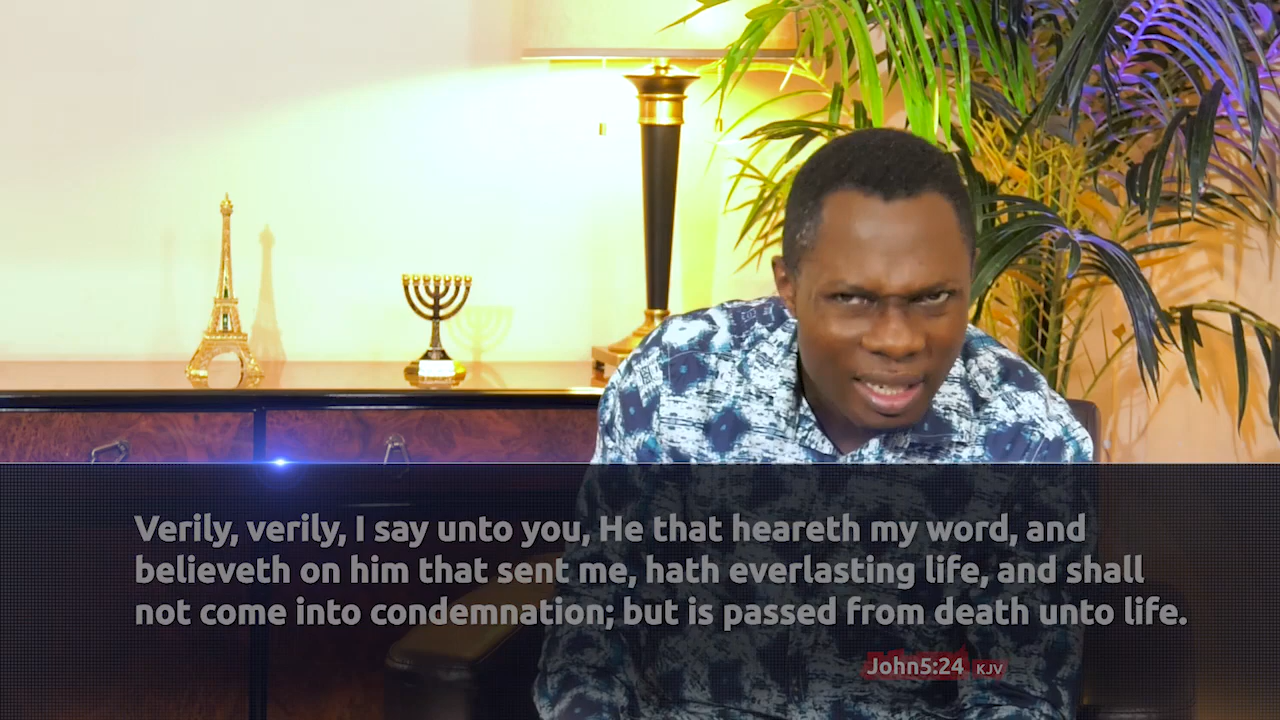 Verily, verily, I say unto you, He that heareth my word, and
believeth on him that sent me, hath everlasting life, and shall
not come into condemnation; but is passed from death unto life.
John5:24 KJV